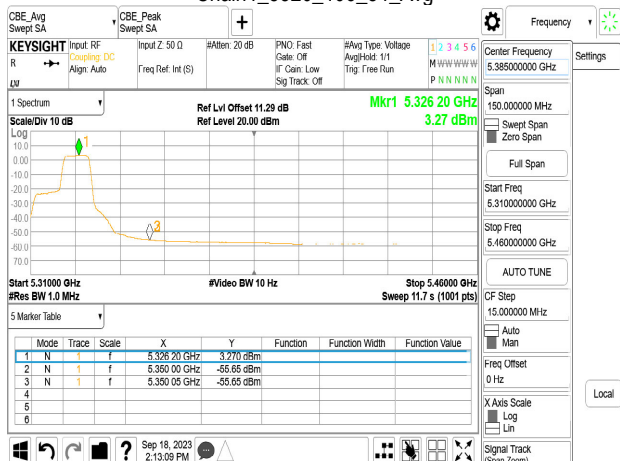 CBE_Avg
Swept SA
CBE_Peak
Swept SA
Frequency
KEYSIGHT
R
Input: RF
Coupling: DC
Align: Auto
Input Z: 50 Ω
Freq Ref: Int (S)
#Atten: 20 dB
PNO: Fast
Gate: Off
IF Gain: Low
Sig Track: Off
#Avg Type: Voltage
Avg|Hold: 1/1
Trig: Free Run
1 2 3 4 5 6
M W W W W W
P N N N N N
Center Frequency
5.385000000 GHz
Settings
Span
150.000000 MHz
Swept Span
Zero Span
Full Span
Start Freq
5.310000000 GHz
Stop Freq
5.460000000 GHz
AUTO TUNE
CF Step
15.000000 MHz
Auto
Man
Freq Offset
0 Hz
X Axis Scale
Log
Lin
Local
Signal Track
(Span Zoom)
1 Spectrum
Scale/Div 10 dB
Ref Lvl Offset 11.29 dB
Ref Level 20.00 dBm
Mkr1 5.326 20 GHz
3.27 dBm
Log
10.0
0.00
-10.0
-20.0
-30.0
-40.0
-50.0
-60.0
-70.0
1
Start 5.31000 GHz
#Res BW 1.0 MHz
#Video BW 10 Hz
Stop 5.46000 GHz
Sweep 11.7 s (1001 pts)
5 Marker Table
Mode Trace Scale X Y Function Function Width Function Value
1 N 1 f 5.326 20 GHz 3.270 dBm
2 N 1 f 5.350 00 GHz -55.65 dBm
3 N 1 f 5.350 05 GHz -55.65 dBm
4
5
6
?
Sep 18, 2023
2:13:09 PM